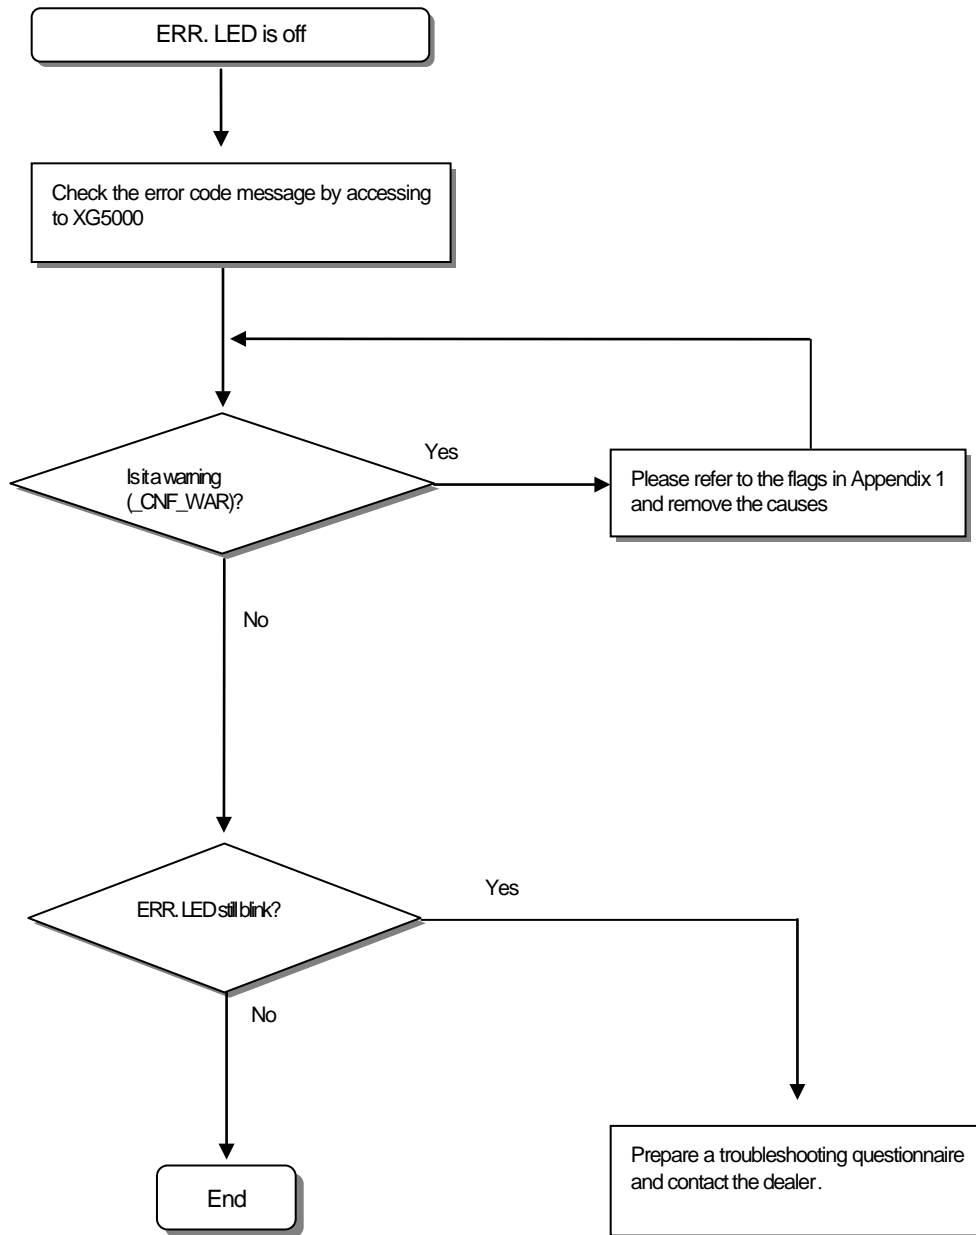 ERR. LED is off
Check the error code message by accessing
to XG5000
Is it a warning
(_CNF_WAR)?
Yes
Please refer to the flags in Appendix 1
and remove the causes
No
ERR. LED still blink?
Yes
No
Prepare a troubleshooting questionnaire
and contact the dealer.
End